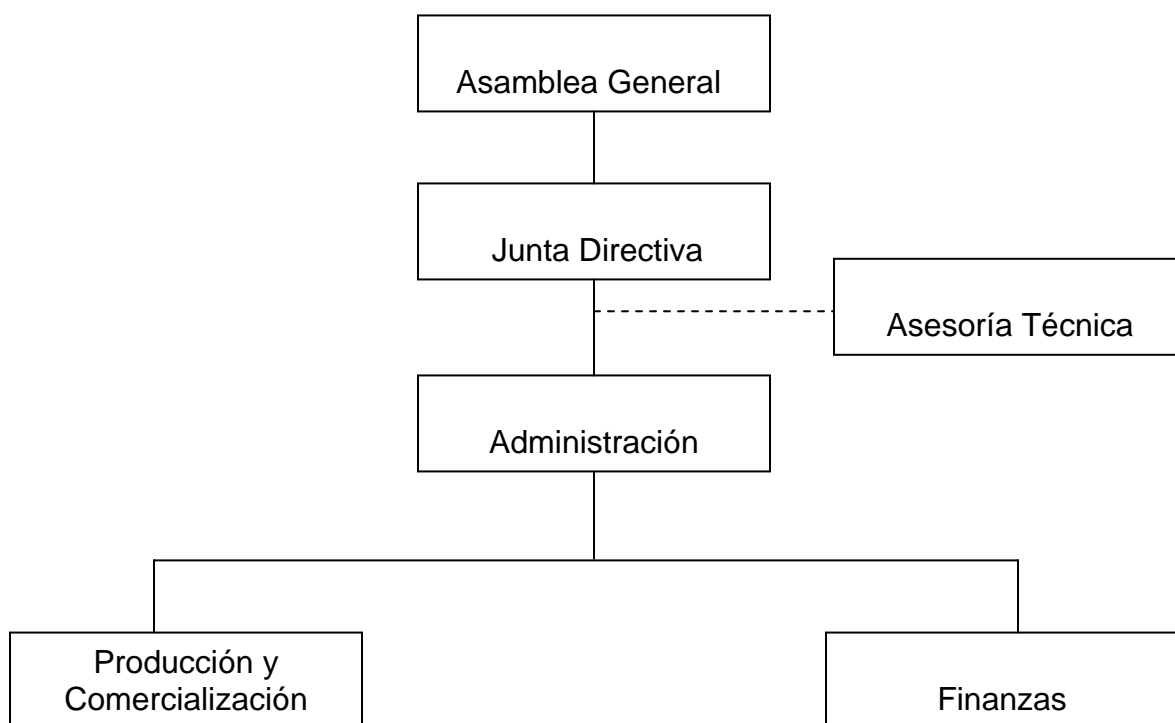 Asamblea General
Junta Directiva
Asesoría Técnica
Administración
Producción y
Comercialización
Finanzas